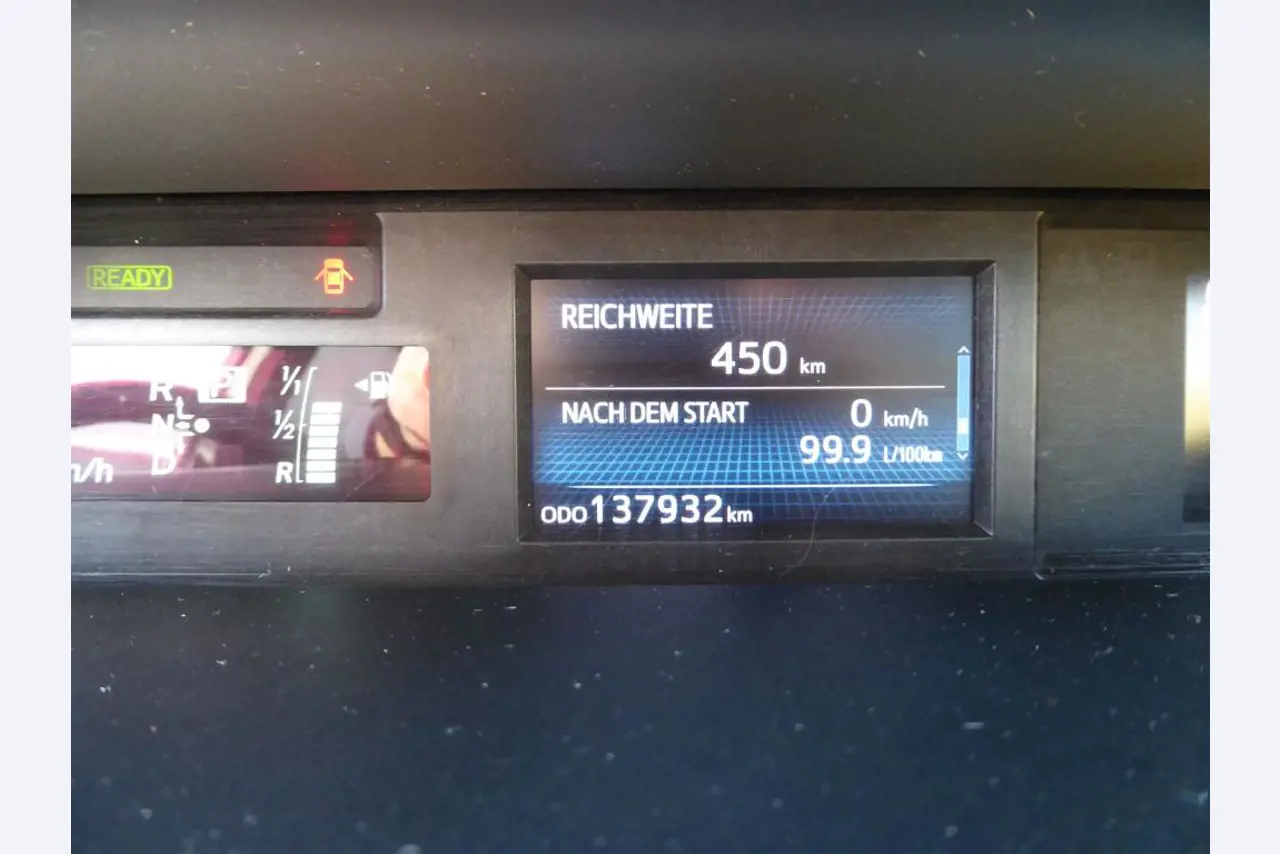 READY
R P 1/1
N 1/2
D
R
REICHWEITE
450 km
NACH DEM START 0 km/h
99.9 L/100km
ODO 137932 km